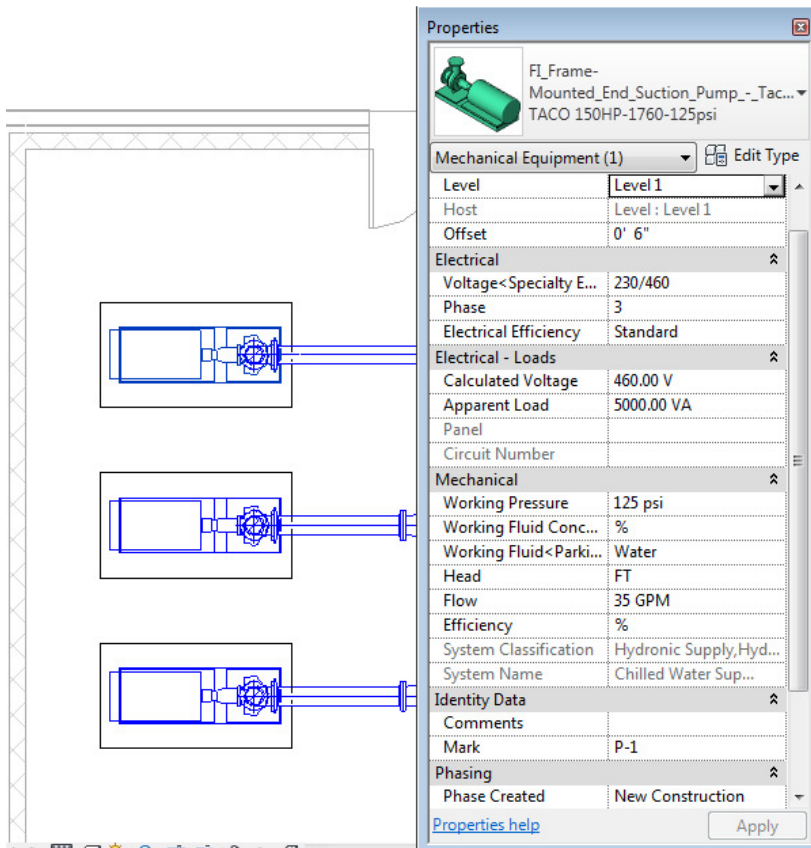 Properties
FI_Frame-
Mounted_End_Suction_Pump_-_Tac...
TACO 150HP-1760-125psi
Mechanical Equipment (1)
Edit Type
Level Level 1
Host Level : Level 1
Offset 0' 6"
Electrical
Voltage<Specialty E... 230/460
Phase 3
Electrical Efficiency Standard
Electrical - Loads
Calculated Voltage 460.00 V
Apparent Load 5000.00 VA
Panel
Circuit Number
Mechanical
Working Pressure 125 psi
Working Fluid Conc... %
Working Fluid<Parki... Water
Head FT
Flow 35 GPM
Efficiency %
System Classification Hydronic Supply,Hyd...
System Name Chilled Water Sup...
Identity Data
Comments
Mark P-1
Phasing
Phase Created New Construction
Properties help
Apply